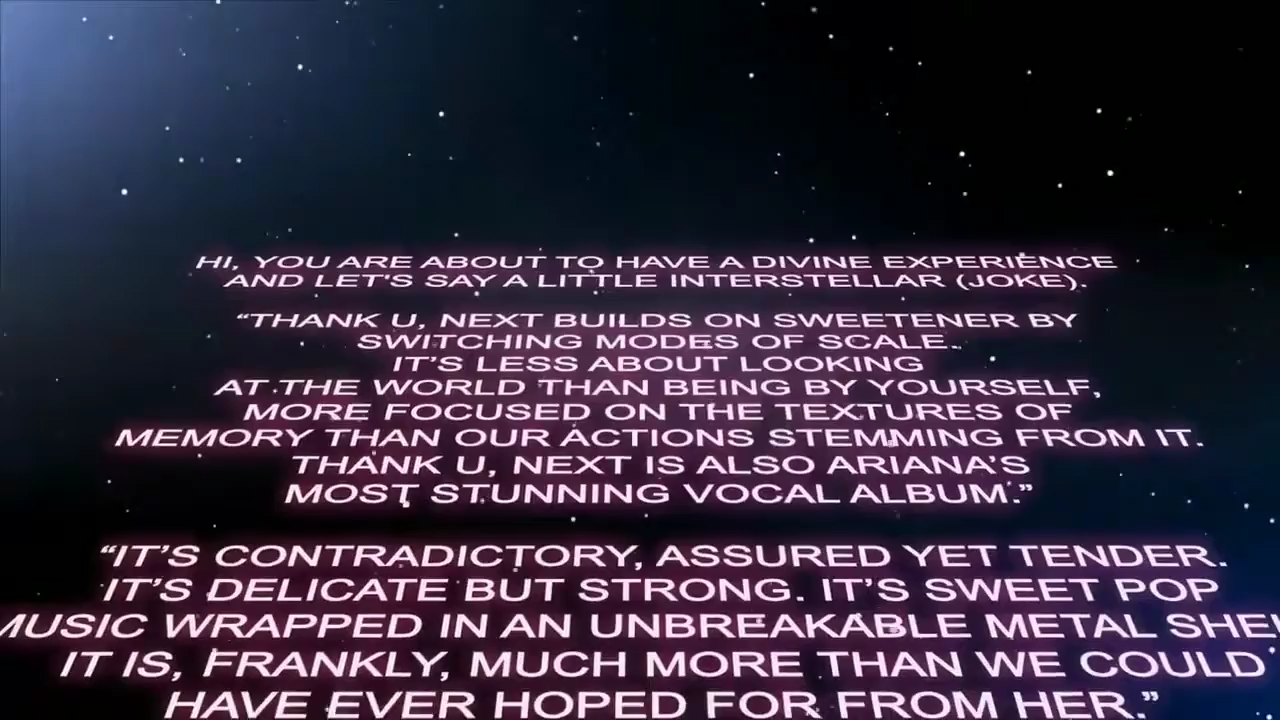 HI, YOU ARE ABOUT TO HAVE A DIVINE EXPERIENCE
AND LET'S SAY A LITTLE INTERSTELLAR (JOKE).
“THANK U, NEXT BUILDS ON SWEETENER BY
SWITCHING MODES OF SCALE.
IT’S LESS ABOUT LOOKING
AT THE WORLD THAN BEING BY YOURSELF,
MORE FOCUSED ON THE TEXTURES OF
MEMORY THAN OUR ACTIONS STEMMING FROM IT.
THANK U, NEXT IS ALSO ARIANA’S
MOST STUNNING VOCAL ALBUM.”
“IT’S CONTRADICTORY, ASSURED YET TENDER.
IT’S DELICATE BUT STRONG. IT’S SWEET POP
MUSIC WRAPPED IN AN UNBREAKABLE METAL
IT IS, FRANKLY, MUCH MORE THAN WE COULD
HAVE EVER HOPED FOR FROM HER.”